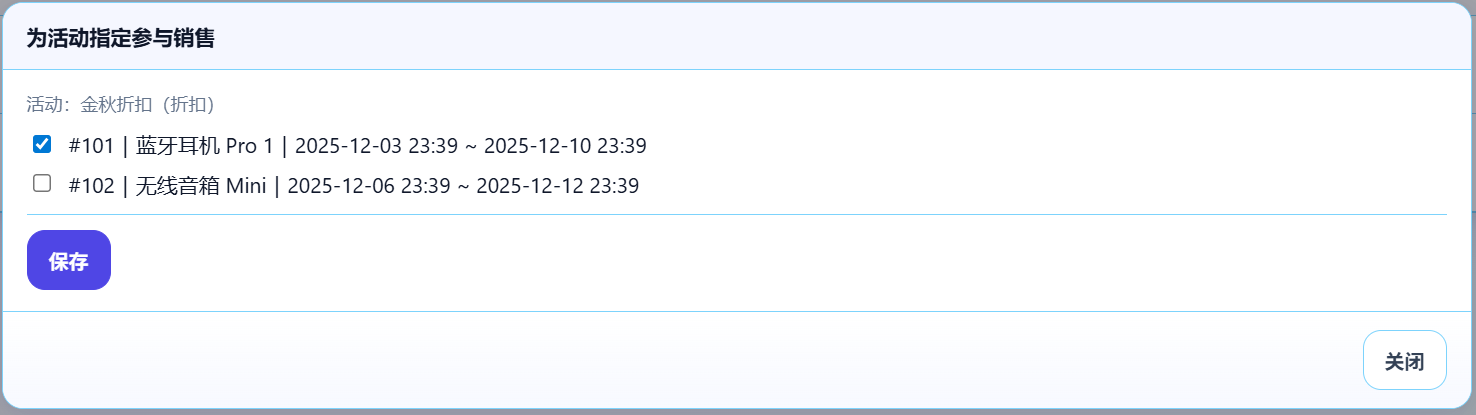 为活动指定参与销售
活动：金秋折扣（折扣）
#101 | 蓝牙耳机 Pro 1 | 2025-12-03 23:39 ~ 2025-12-10 23:39
#102 | 无线音箱 Mini | 2025-12-06 23:39 ~ 2025-12-12 23:39
保存
关闭